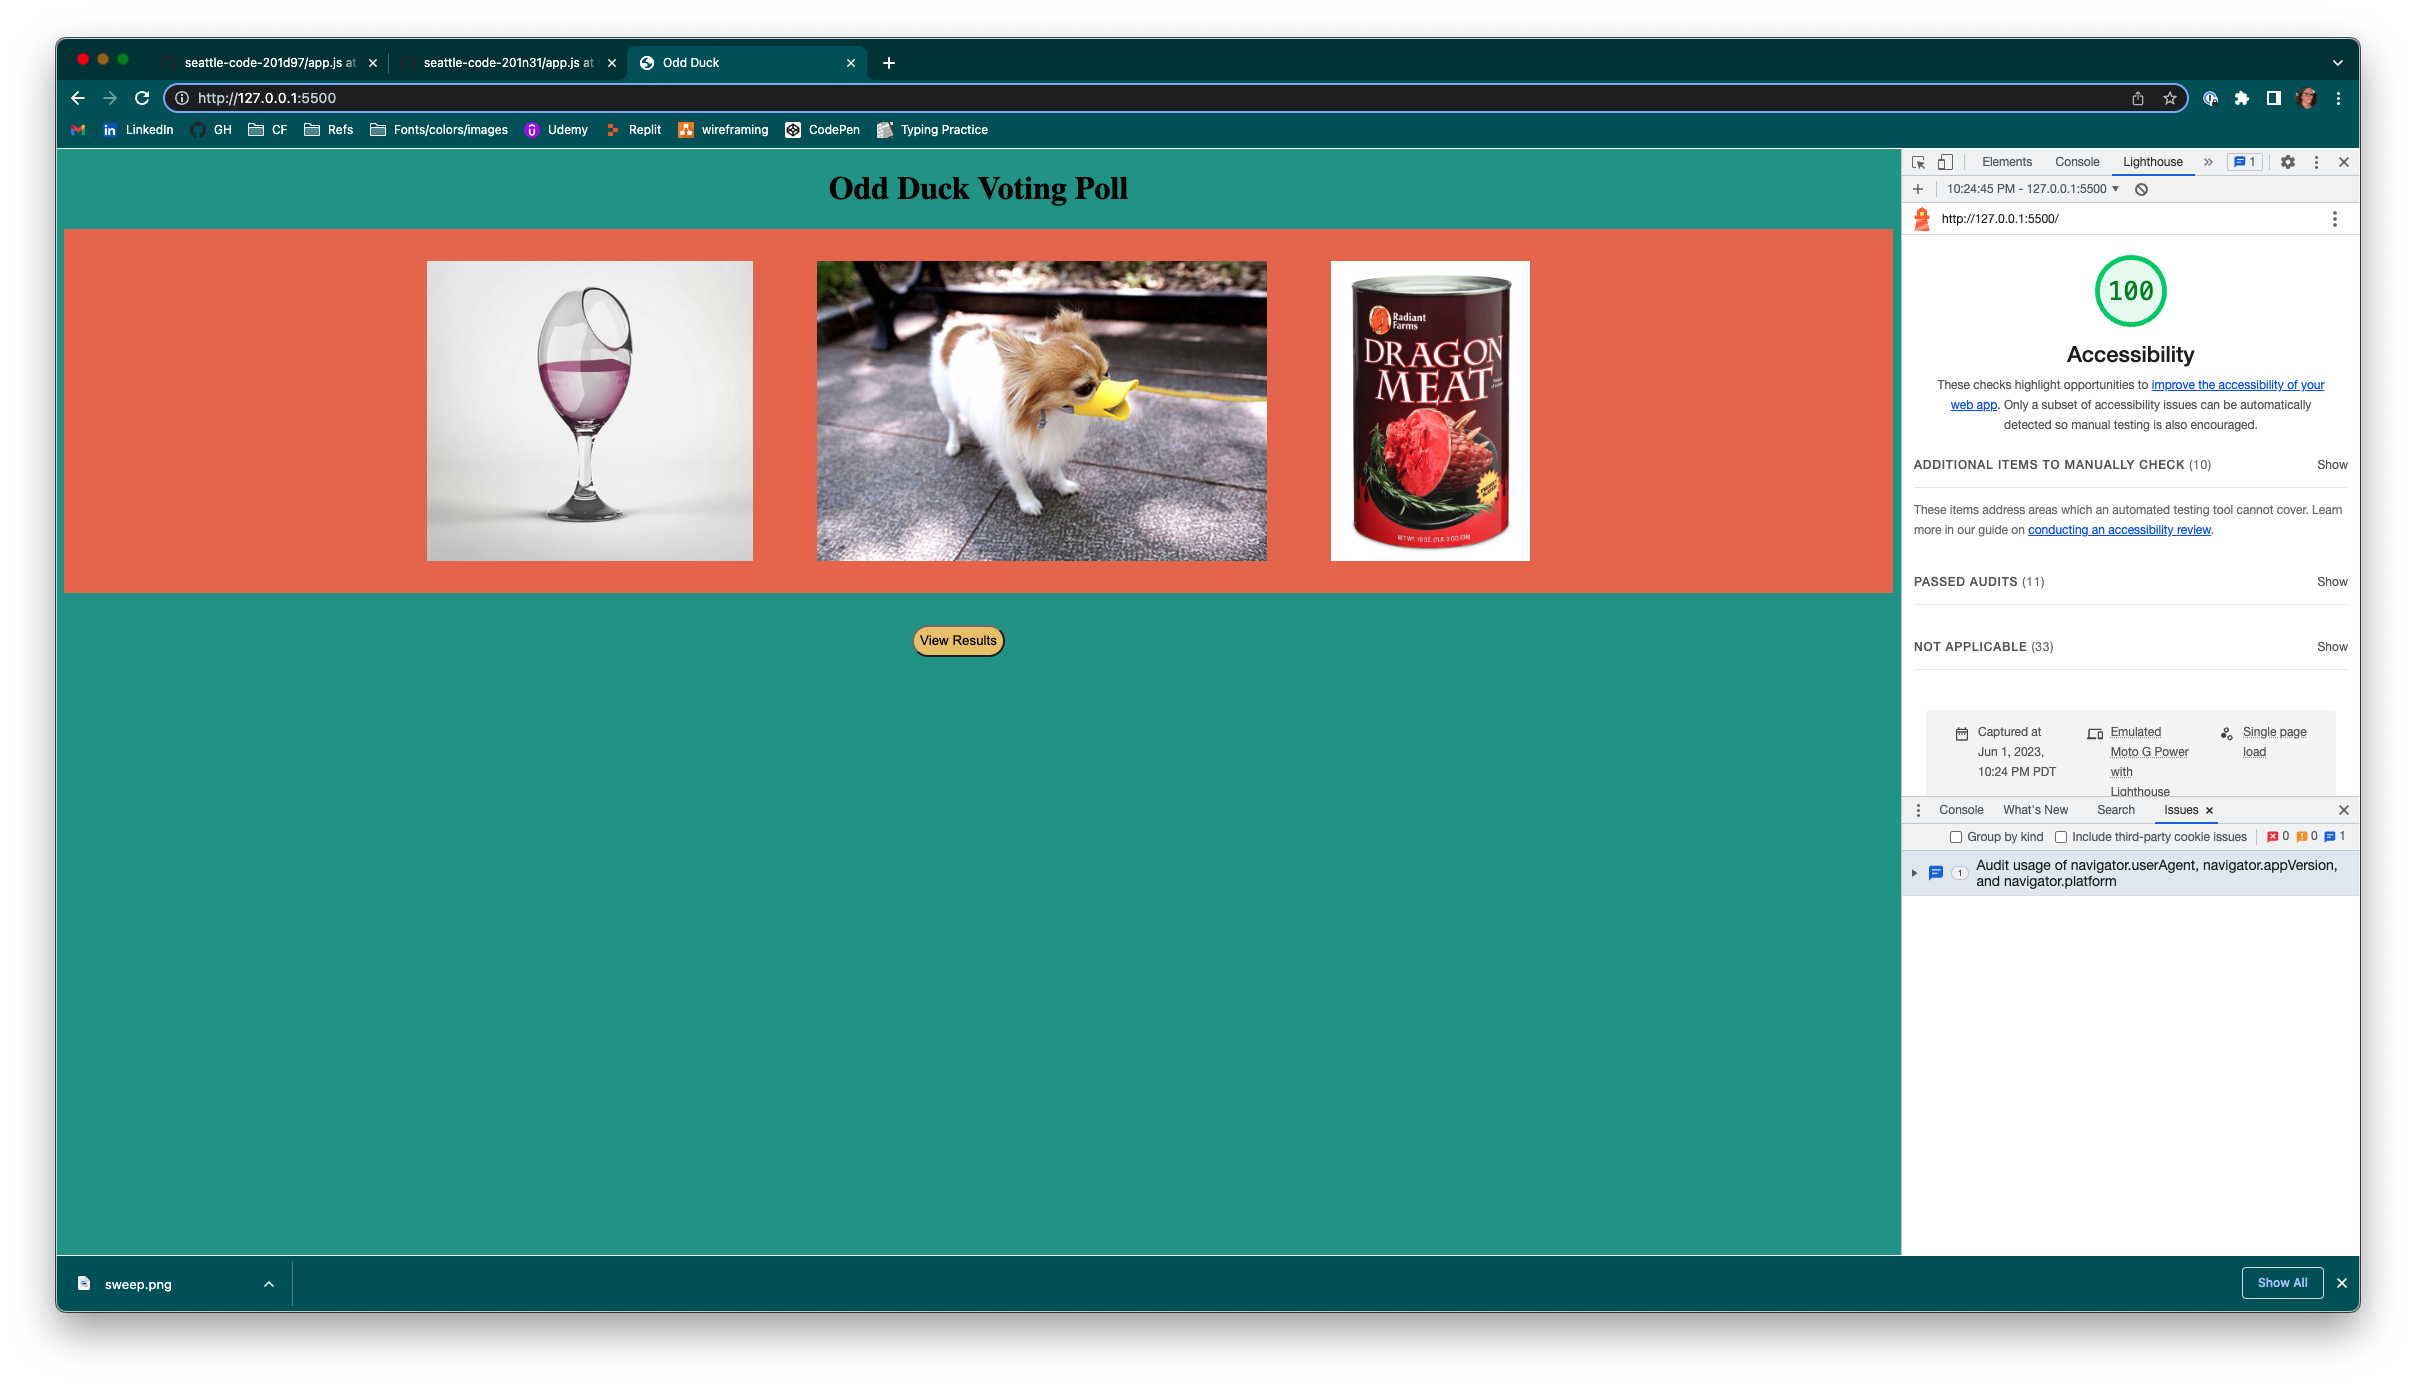 seattle-code-201d97/app.js at
seattle-code-201n31/app.js at
Odd Duck
http://127.0.0.1:5500
LinkedIn
GH
CF
Refs
Fonts/colors/images
Udemy
Replit
wireframing
CodePen
Typing Practice
Odd Duck Voting Poll
Radiant
Farms
DRAGON
MEAT
NET WT 19 OZ. (1LB. 3 OZ)
View Results
Elements
Console
Lighthouse
1
10:24:45 PM - 127.0.0.1:5500
http://127.0.0.1:5500/
100
Accessibility
These checks highlight opportunities to improve the accessibility of your
web app. Only a subset of accessibility issues can be automatically
detected so manual testing is also encouraged.
ADDITIONAL ITEMS TO MANUALLY CHECK (10)
Show
These items address areas which an automated testing tool cannot cover. Learn
more in our guide on conducting an accessibility review.
PASSED AUDITS (11)
Show
NOT APPLICABLE (33)
Show
Captured at
Jun 1, 2023,
10:24 PM PDT
Emulated
Moto G Power
with
Lighthouse
Single page
load
Console
What's New
Search
Issues
Group by kind
Include third-party cookie issues
0
0
1
1
Audit usage of navigator.userAgent, navigator.appVersion,
and navigator.platform
sweep.png
Show All